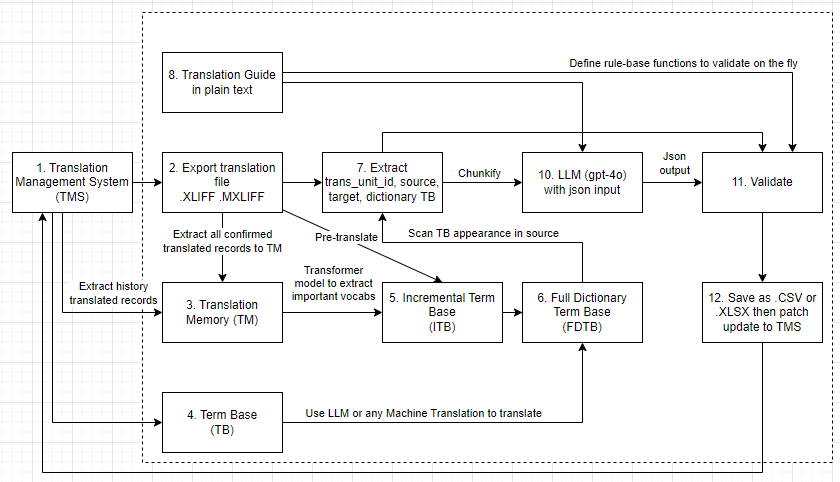 8. Translation Guide
in plain text
Define rule-base functions to validate on the fly
1. Translation
Management System
(TMS)
2. Export translation
file
.XLIFF .MXLIFF
7. Extract
trans_unit_id, source,
target, dictionary TB
Chunkify
10. LLM (gpt-4o)
with json input
Json
output
11. Validate
Extract all confirmed
translated records to TM
Pre-translate
Scan TB appearance in source
Extract history
translated records
Transformer
model to extract
important vocabs
3. Translation
Memory (TM)
5. Incremental Term
Base
(ITB)
6. Full Dictionary
Term Base
(FDTB)
12. Save as .CSV or
.XLSX then patch
update to TMS
4. Term Base
(TB)
Use LLM or any Machine Translation to translate